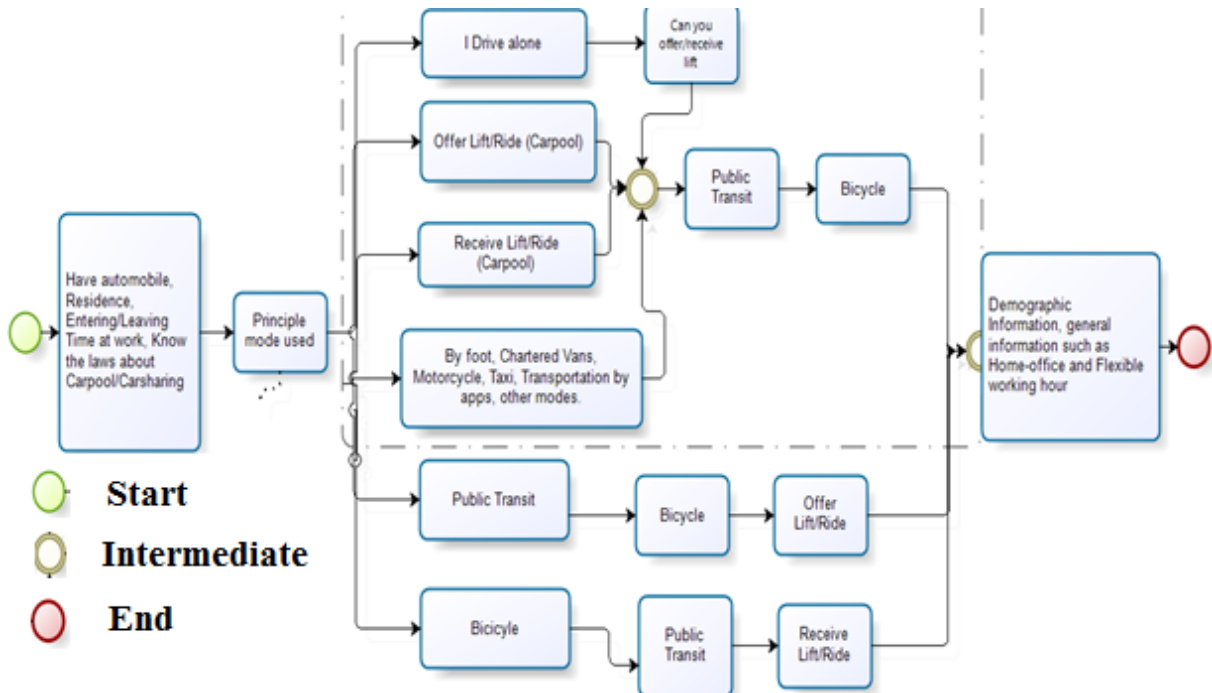 I Drive alone
Can you
offer/receive
lift
Offer Lift/Ride (Carpool)
Public
Transit
Bicycle
Receive Lift/Ride
(Carpool)
Have automobile,
Residence,
Entering/Leaving
Time at work, Know
the laws about
Carpool/Carsharing
Principle
mode used
By foot, Chartered Vans,
Motorcycle, Taxi, Transportation by
apps, other modes.
Demographic
Information, general
information such as
Home-office and Flexible
working hour
Public Transit
Bicycle
Offer
Lift/Ride
Bicicyle
Public
Transit
Receive
Lift/Ride
Start
Intermediate
End